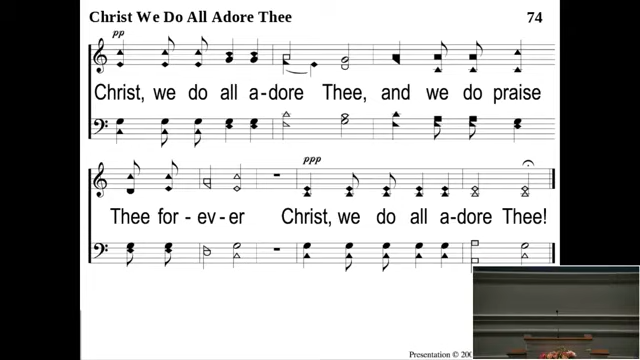 Christ We Do All Adore Thee 74
pp
Christ, we do all a-dore Thee, and we do praise
ppp
Thee for-ev-er Christ, we do all a-dore Thee!
Presentation © 200